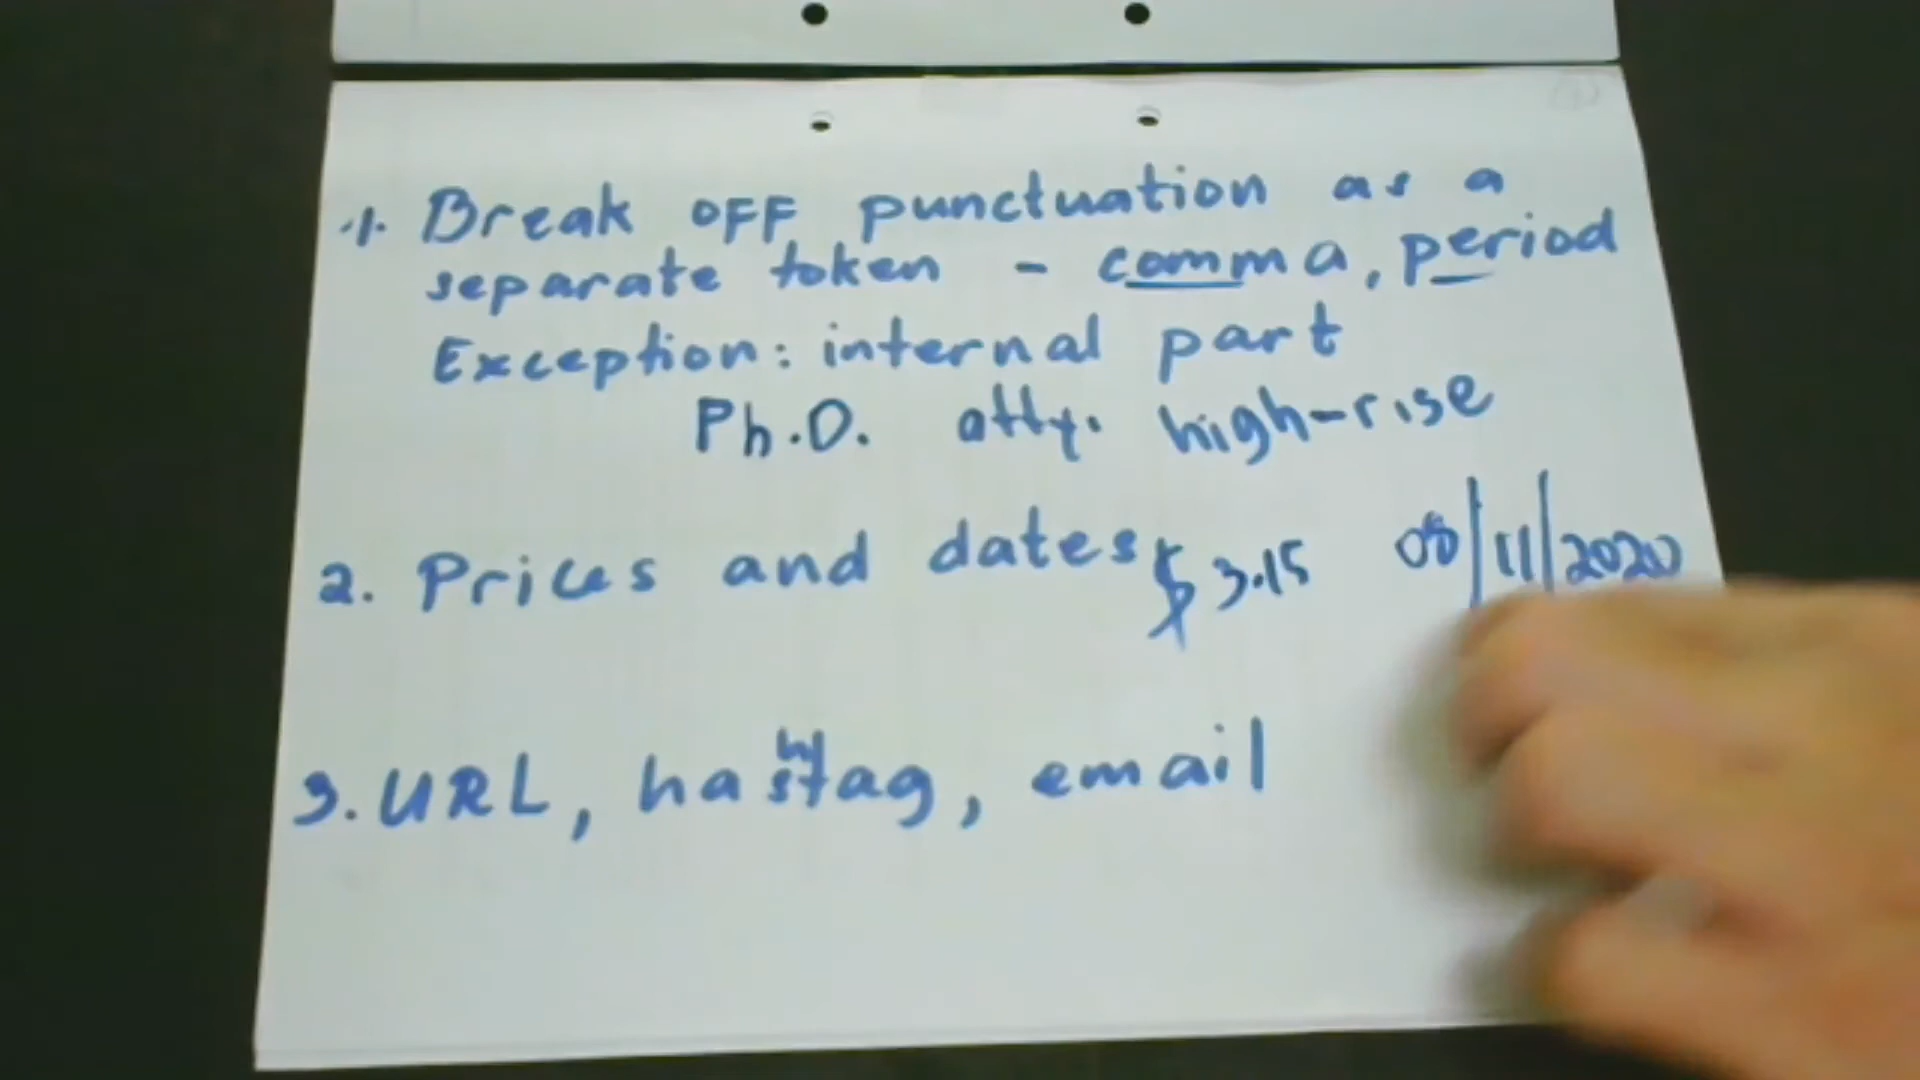 1. Break OFF punctuation as a
separate token - comma, period
Exception: internal part
Ph.D. atty. high-rise
2. Prices and dates $ 3.15 08/11/2020
3. URL, hashtag, email